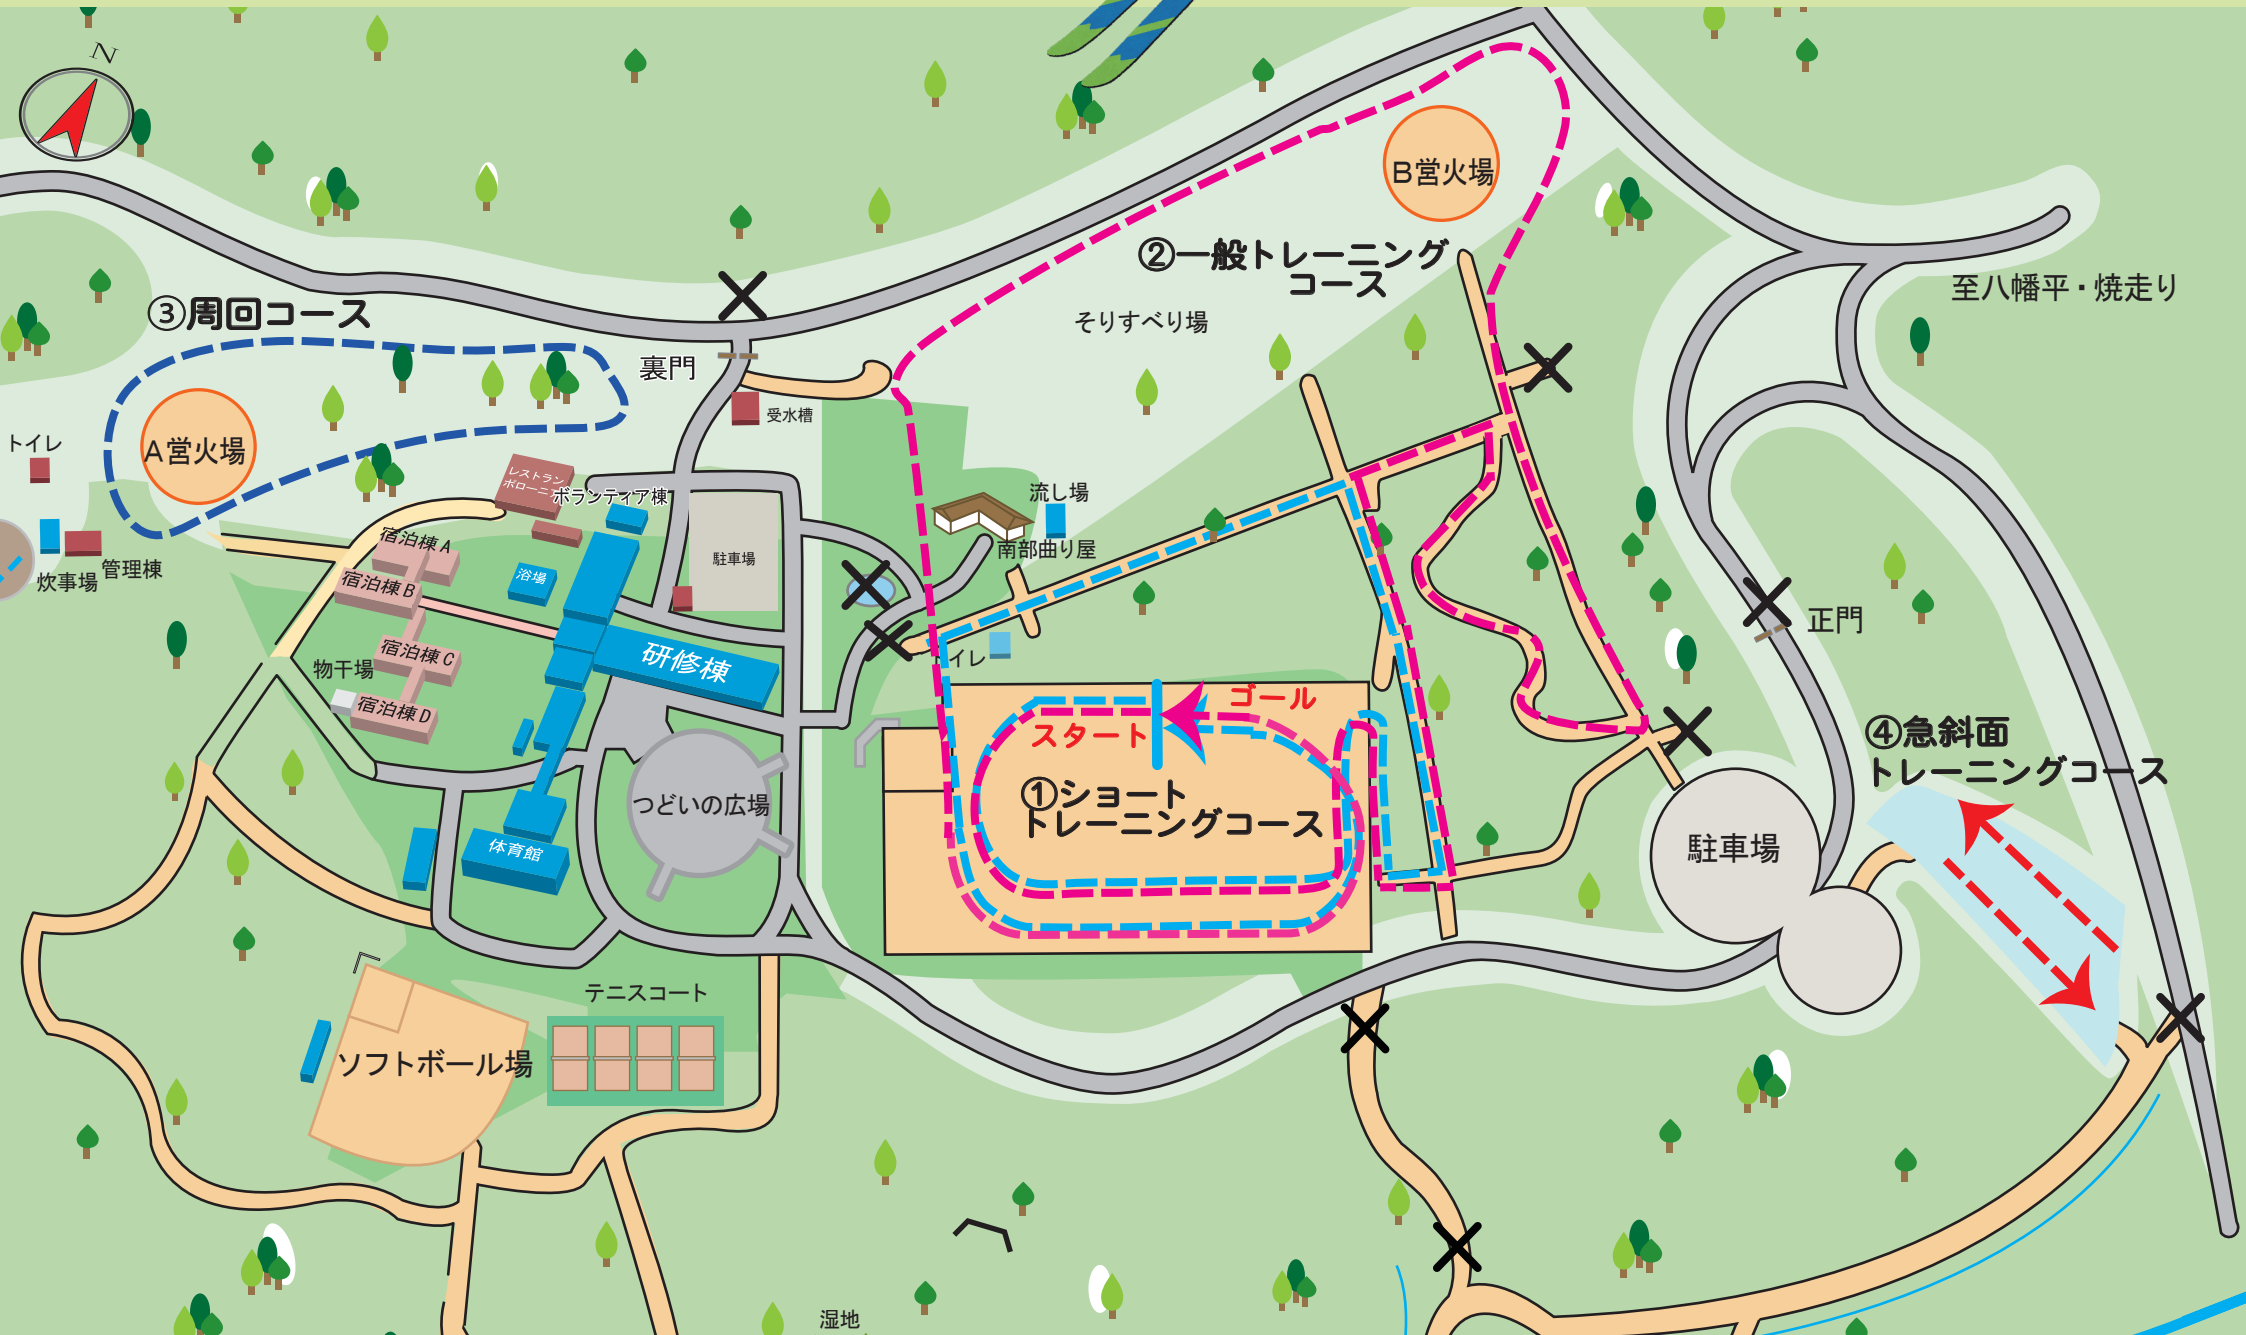 N
B営火場
②一般トレーニング
コース
至八幡平・焼走り
③周回コース
そりすべり場
裏門
受水槽
トイレ
A営火場
レストラン
ボローニ
ボランティア棟
流し場
南部曲り屋
宿泊棟A
駐車場
炊事場
管理棟
宿泊棟B
浴場
正門
宿泊棟C
物干場
研修棟
イレ
宿泊棟D
ゴール
スタート
④急斜面
トレーニングコース
①ショート
トレーニングコース
つどいの広場
駐車場
体育館
テニスコート
ソフトボール場
湿地